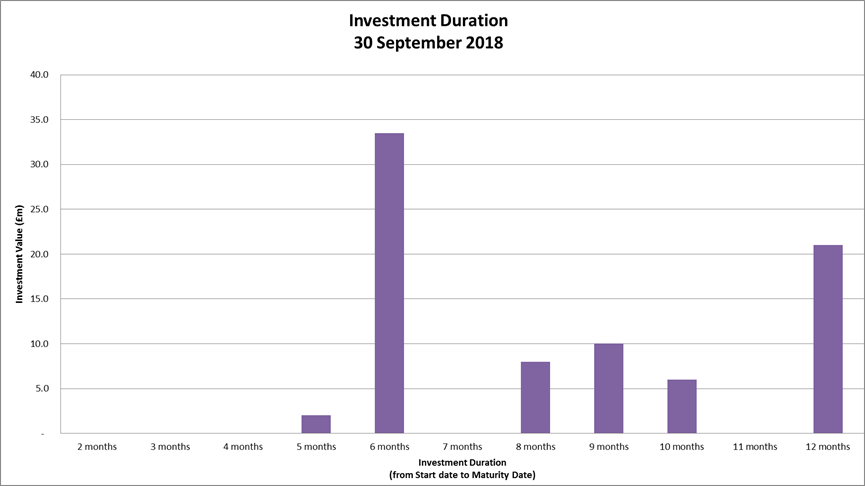 Investment Duration
30 September 2018
40.0
35.0
30.0
25.0
20.0
15.0
10.0
5.0
-
Investment Value (£m)
2 months 3 months 4 months 5 months 6 months 7 months 8 months 9 months 10 months 11 months 12 months
Investment Duration
(from Start date to Maturity Date)